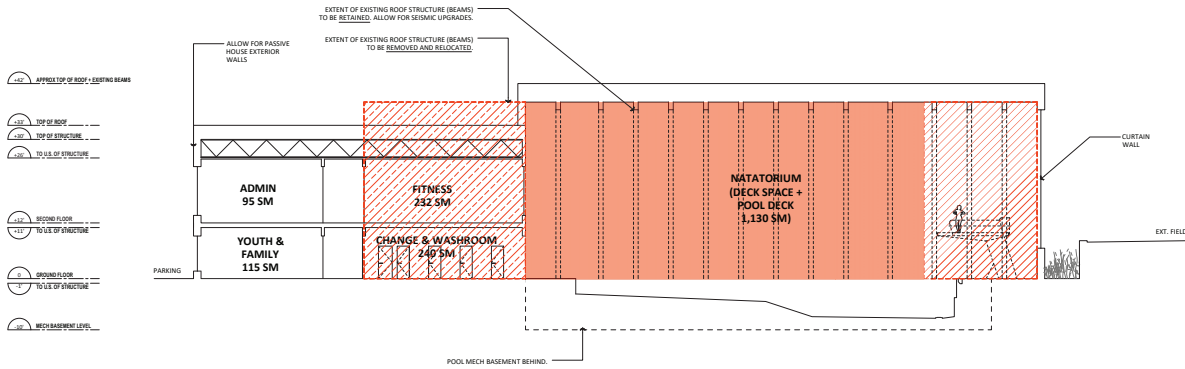 EXTENT OF EXISTING ROOF STRUCTURE (BEAMS)
TO BE RETAINED. ALLOW FOR SEISMIC UPGRADES.
EXTENT OF EXISTING ROOF STRUCTURE (BEAMS)
TO BE REMOVED AND RELOCATED.
ALLOW FOR PASSIVE
HOUSE EXTERIOR
WALLS
+42' APPROX TOP OF ROOF + EXISTING BEAMS
+33' TOP OF ROOF
+30' TOP OF STRUCTURE
+26' TO U.S. OF STRUCTURE
CURTAIN
WALL
ADMIN
95 SM
FITNESS
232 SM
NATATORIUM
(DECK SPACE +
POOL DECK
1,130 SM)
+12' SECOND FLOOR
+11' TO U.S. OF STRUCTURE
YOUTH &
FAMILY
115 SM
CHANGE & WASHROOM
240 SM
EXT. FIELD
PARKING
0 GROUND FLOOR
-1' TO U.S. OF STRUCTURE
-10' MECH BASEMENT LEVEL
POOL MECH BASEMENT BEHIND.